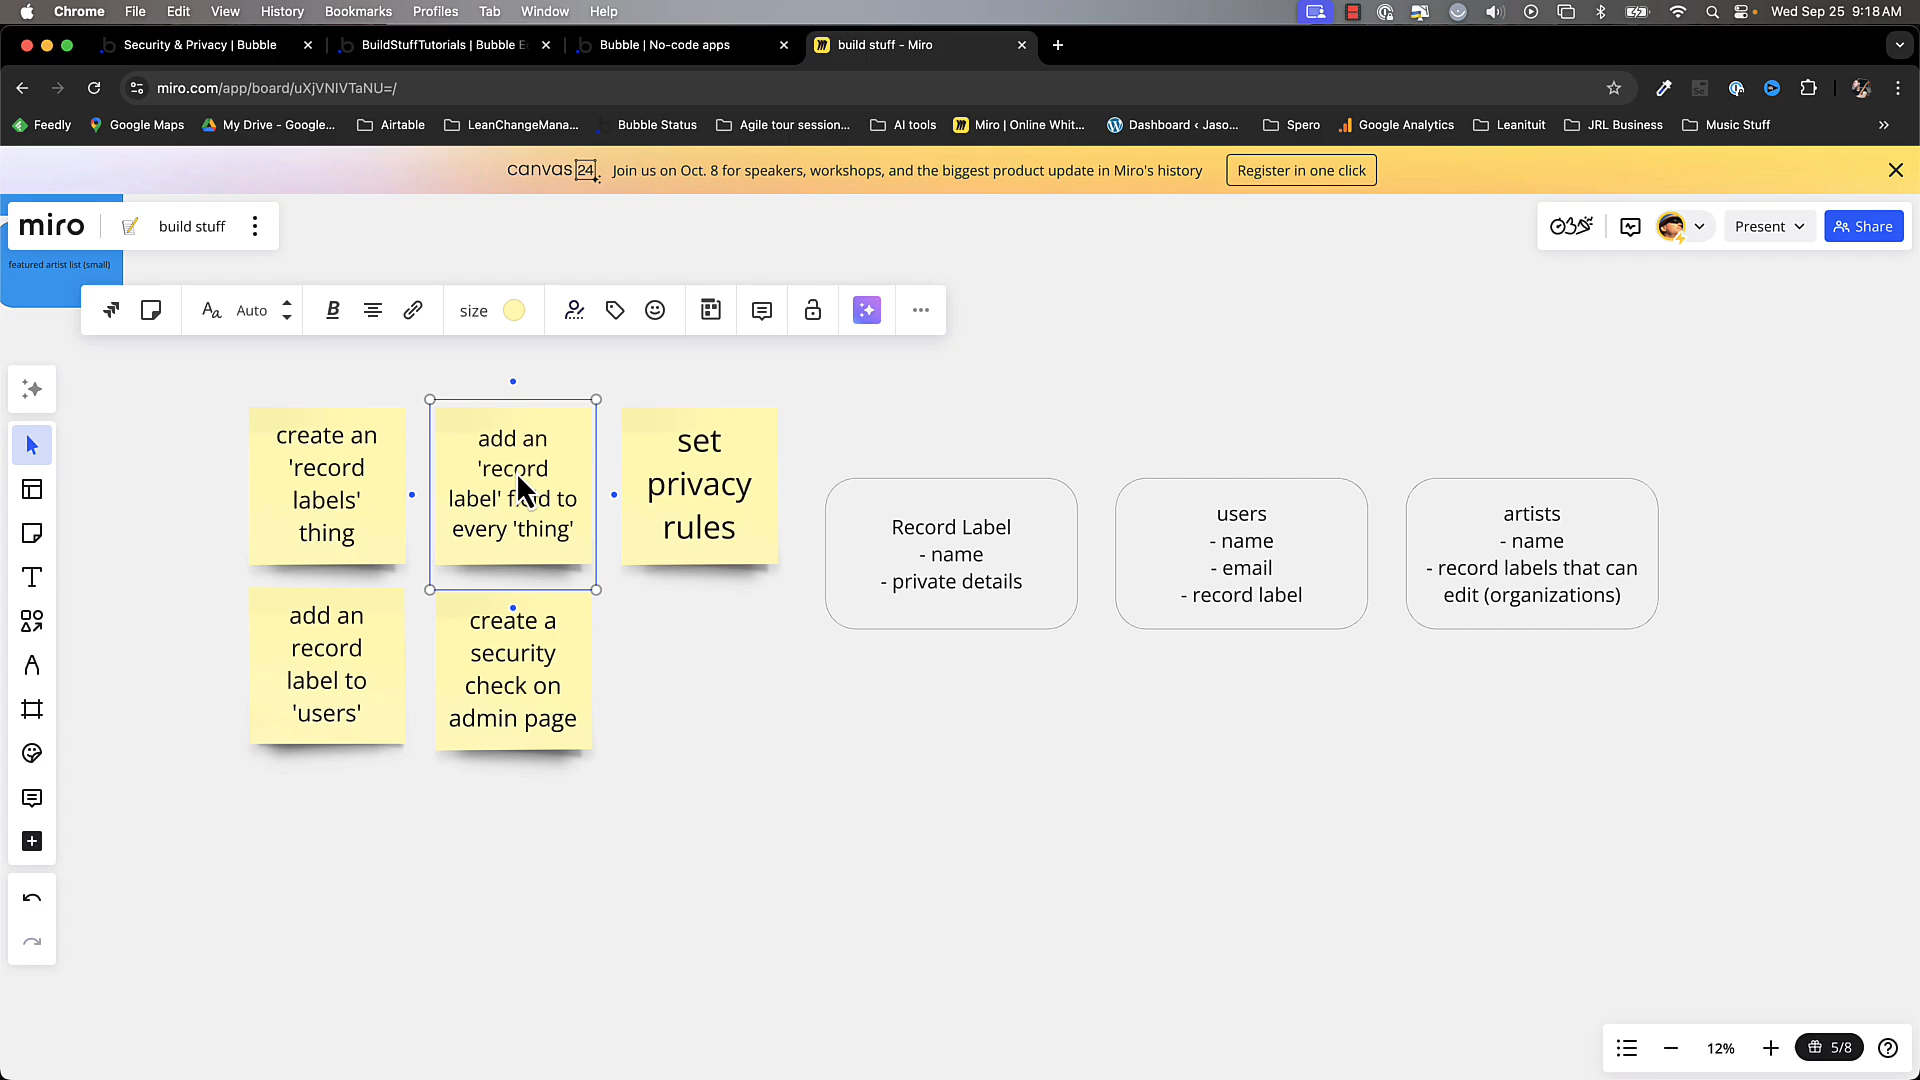 Chrome File Edit View History Bookmarks Profiles Tab Window Help Wed Sep 25 9:18 AM
Security & Privacy | Bubble
BuildStuffTutorials | Bubble E
Bubble | No-code apps
build stuff - Miro
miro.com/app/board/uXjVNIVTaNU=/
Feedly
Google Maps
My Drive - Google...
Airtable
LeanChangeMana...
Bubble Status
Agile tour session...
AI tools
Miro | Online Whit...
Dashboard ‹ Jaso...
Spero
Google Analytics
Leanituit
JRL Business
Music Stuff
canvas 24 Join us on Oct. 8 for speakers, workshops, and the biggest product update in Miro's history Register in one click
miro build stuff
Present Share
featured artist list (small)
Auto B size
create an
'record
labels'
thing
add an
'record
label' field to
every 'thing'
set
privacy
rules
add an
record
label to
'users'
create a
security
check on
admin page
Record Label
- name
- private details
users
- name
- email
- record label
artists
- name
- record labels that can
edit (organizations)
12% 5/8